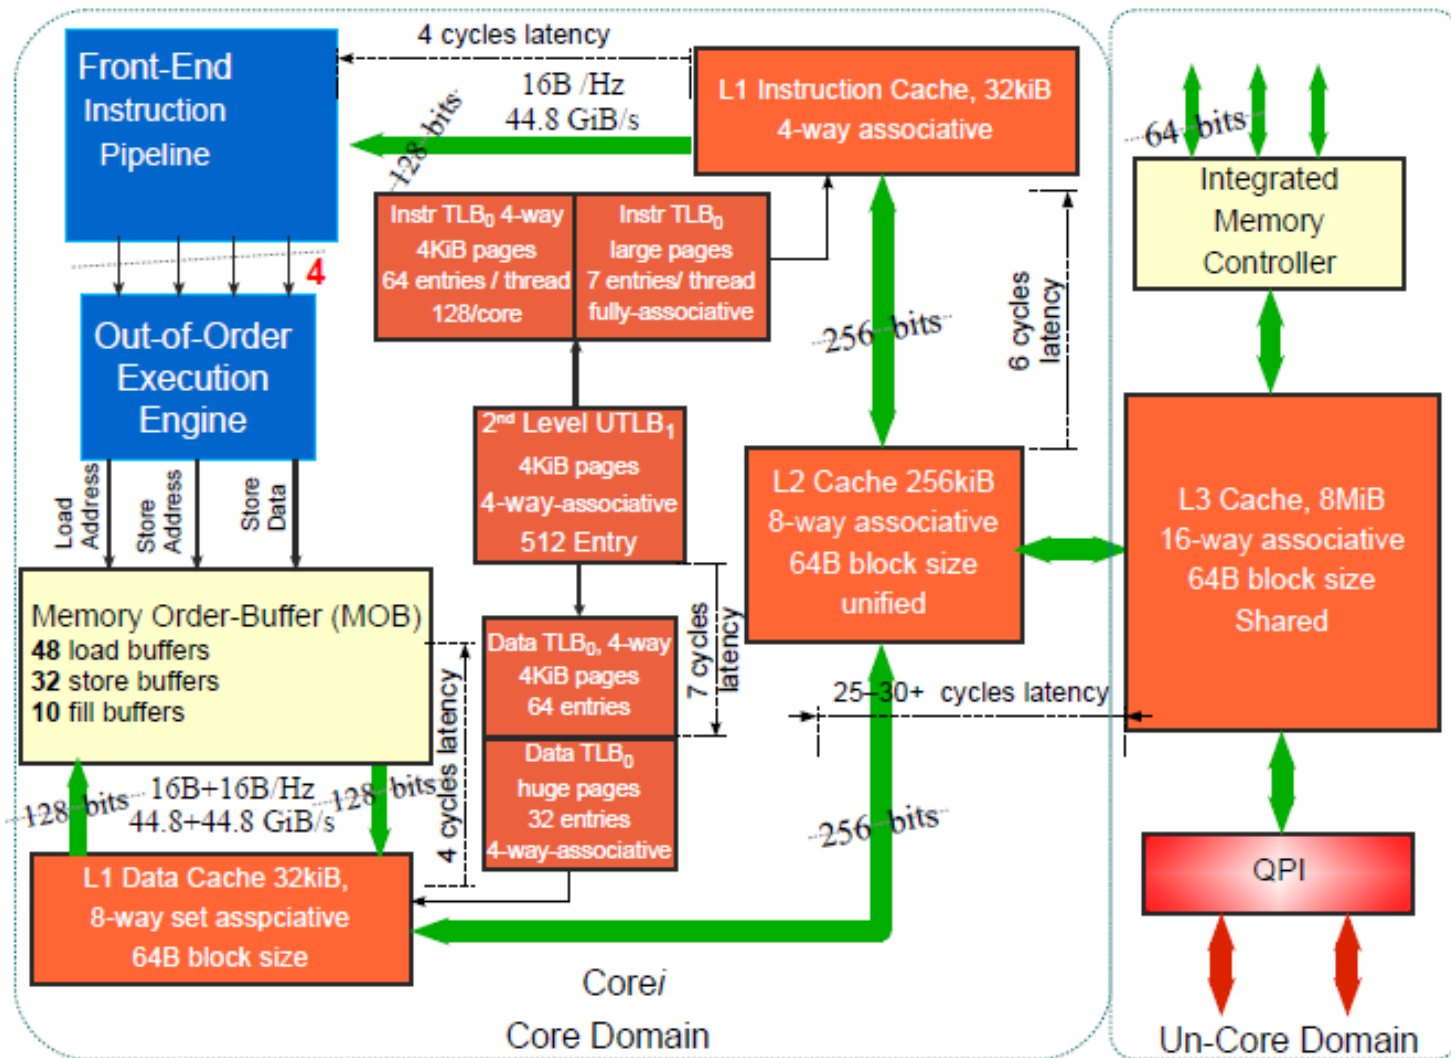 Front-End
Instruction
Pipeline
4 cycles latency
16B /Hz
44.8 GiB/s
128 bits
L1 Instruction Cache, 32kiB
4-way associative
64 bits
Integrated
Memory
Controller
Instr TLB0 4-way
4KiB pages
64 entries / thread
128/core
Instr TLB0
large pages
7 entries/ thread
fully-associative
4
256 bits
6 cycles
latency
Out-of-Order
Execution
Engine
Load
Address
Store
Address
Store
Data
2nd Level UTLB1
4KiB pages
4-way-associative
512 Entry
L2 Cache 256kiB
8-way associative
64B block size
unified
L3 Cache, 8MiB
16-way associative
64B block size
Shared
Memory Order-Buffer (MOB)
48 load buffers
32 store buffers
10 fill buffers
4 cycles latency
Data TLB0, 4-way
4KiB pages
64 entries
7 cycles
latency
25–30+ cycles latency
Data TLB0
huge pages
32 entries
4-way-associative
128 bits
16B+16B/Hz
44.8+44.8 GiB/s
128 bits
256 bits
L1 Data Cache 32kiB,
8-way set asspciative
64B block size
QPI
Corei
Core Domain
Un-Core Domain